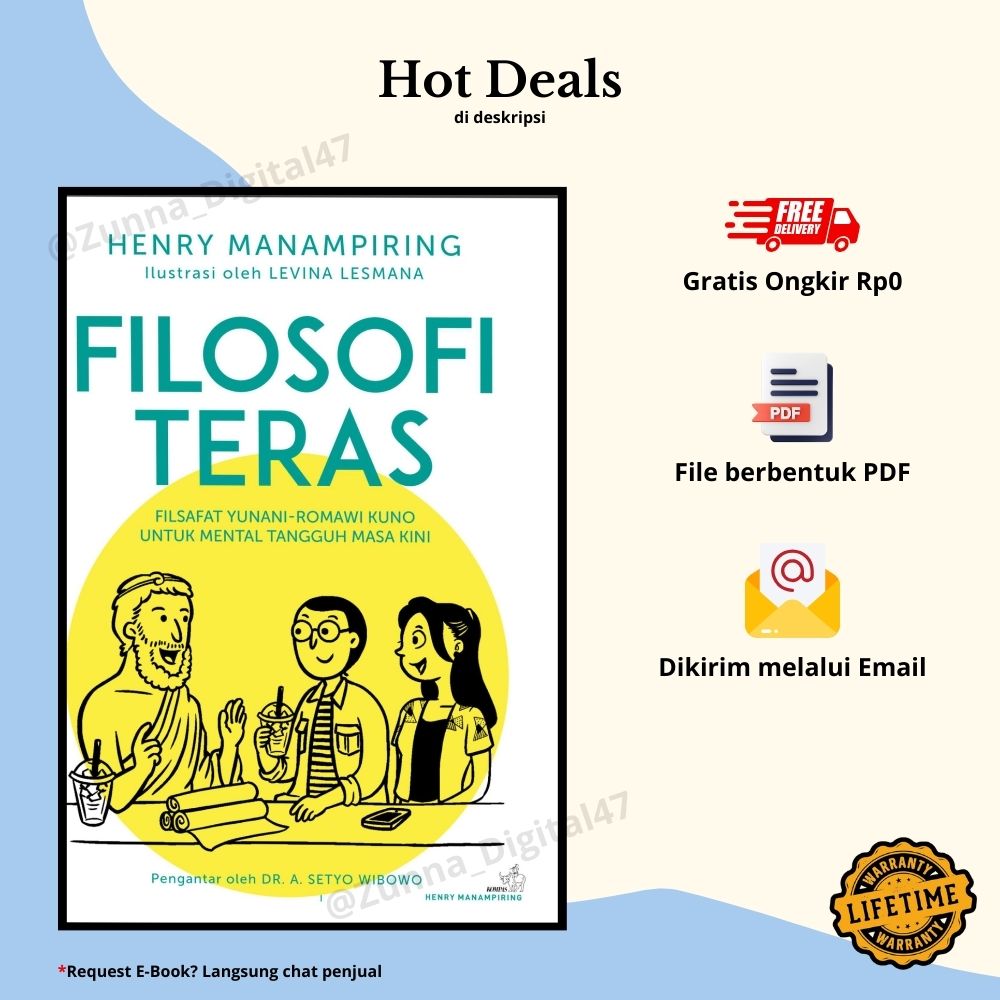 Hot Deals
di deskripsi
@Zunna_Digital47
HENRY MANAMPIRING
Ilustrasi oleh LEVINA LESMANA
FILOSOFI
TERAS
FILSAFAT YUNANI-ROMAWI KUNO
UNTUK MENTAL TANGGUH MASA KINI
Pengantar oleh DR. A. SETYO WIBOWO
KOMPAS
HENRY MANAMPIRING
@Zunna_Digital47
FREE
DELIVERY
Gratis Ongkir Rp0
PDF
File berbentuk PDF
@
Dikirim melalui Email
WARRANTY
LIFETIME
WARRANTY
*Request E-Book? Langsung chat penjual